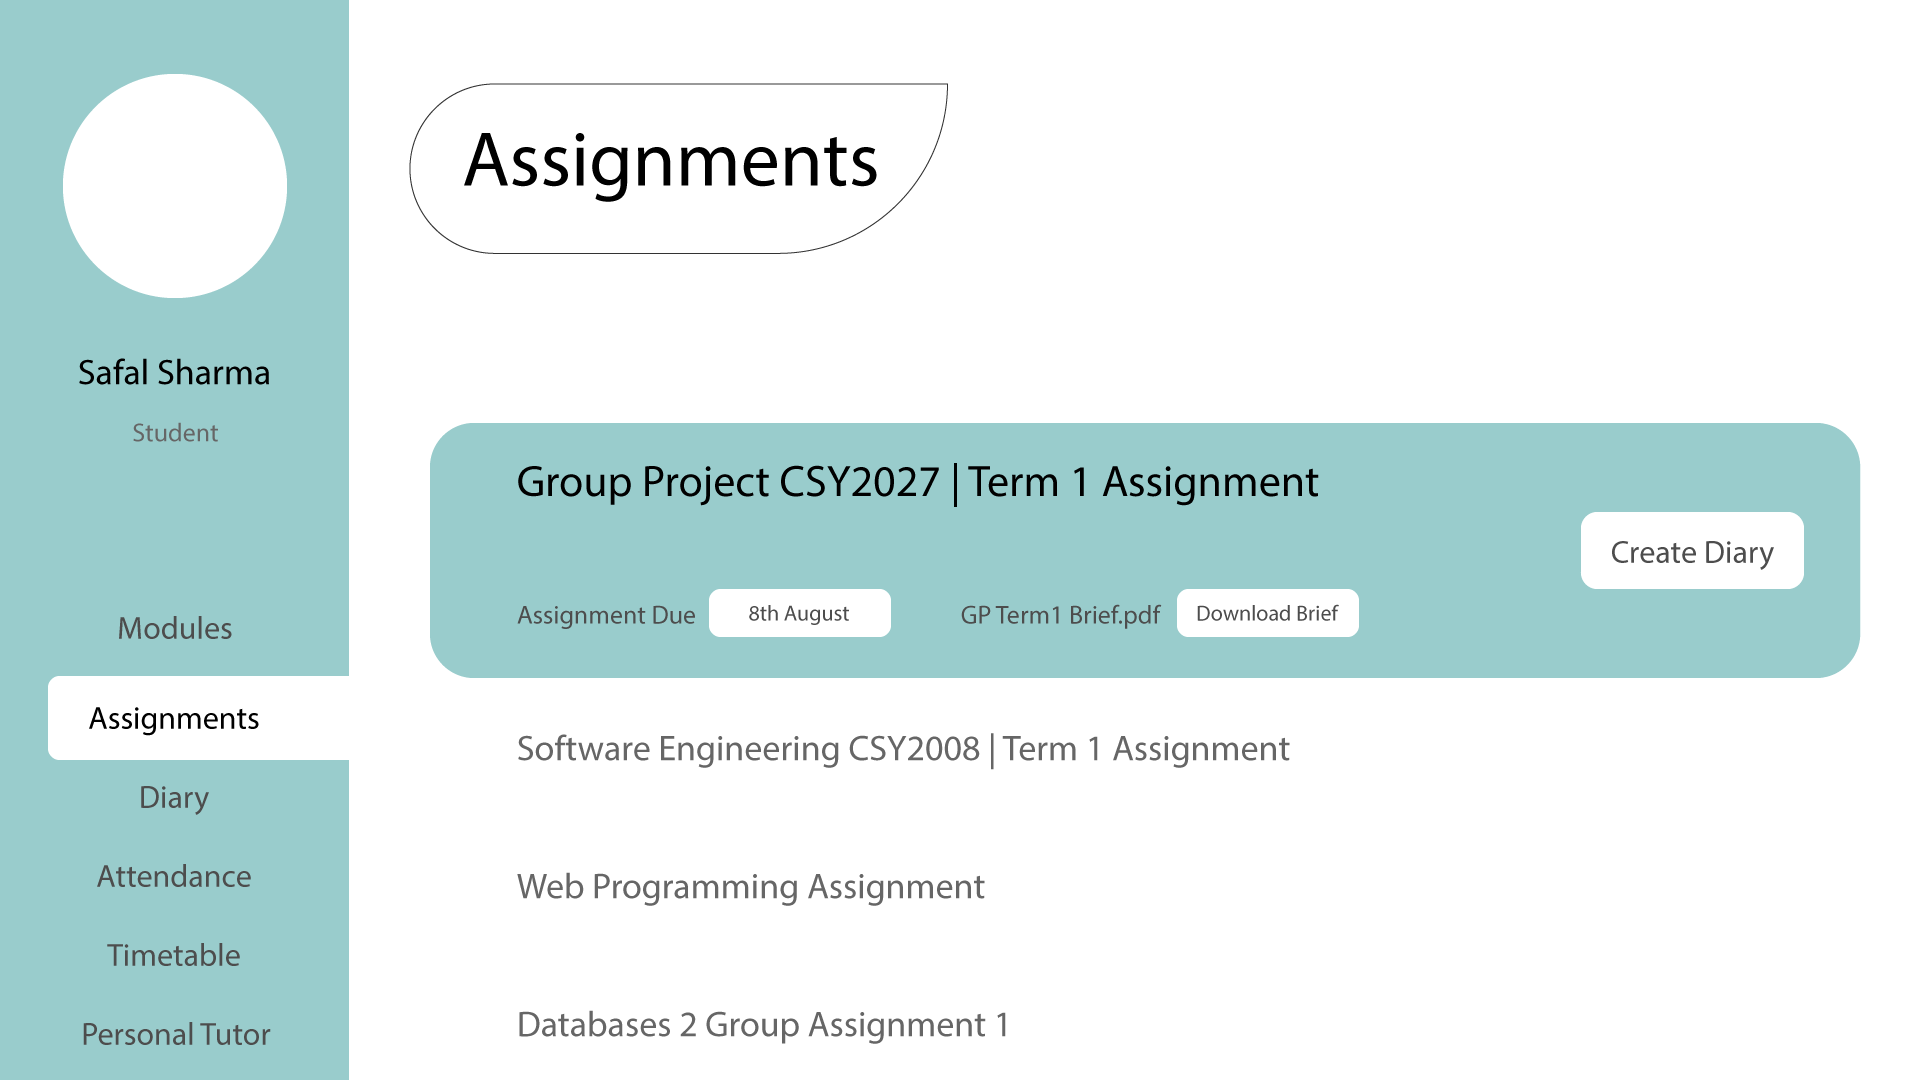 Safal Sharma
Student
Modules
Assignments
Diary
Attendance
Timetable
Personal Tutor
Assignments
Group Project CSY2027 | Term 1 Assignment
Create Diary
Assignment Due 8th August GP Term1 Brief.pdf Download Brief
Software Engineering CSY2008 | Term 1 Assignment
Web Programming Assignment
Databases 2 Group Assignment 1